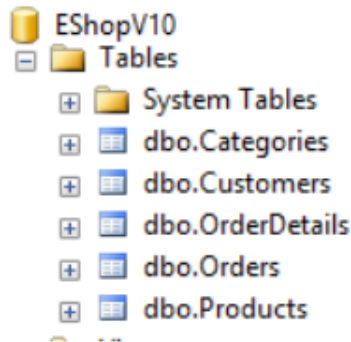 EShopV10
Tables
System Tables
dbo.Categories
dbo.Customers
dbo.OrderDetails
dbo.Orders
dbo.Products